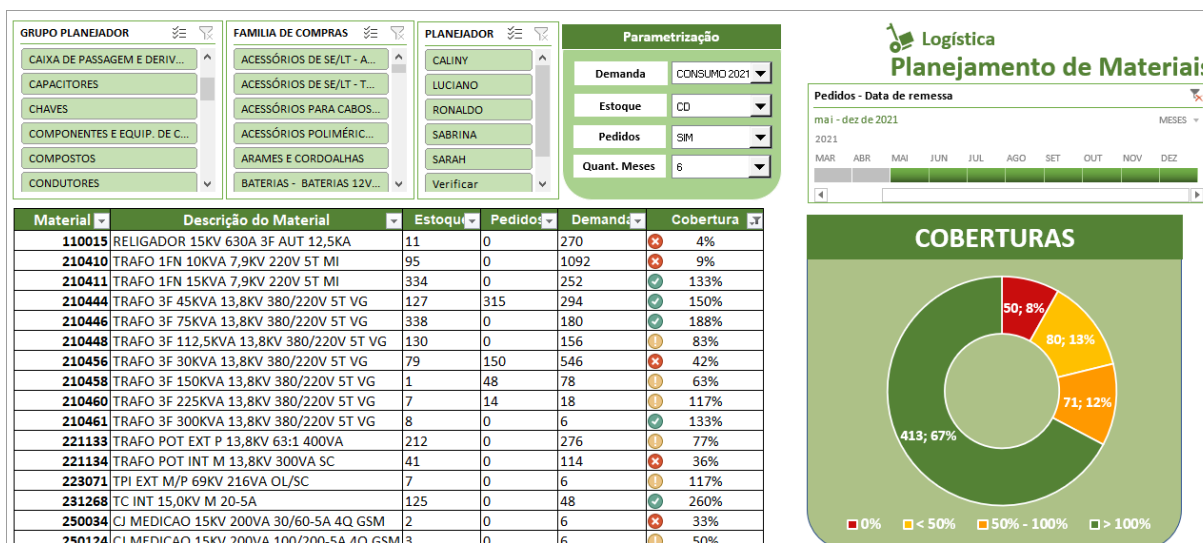 GRUPO PLANEJADOR
CAIXA DE PASSAGEM E DERIV...
CAPACITORES
CHAVES
COMPONENTES E EQUIP. DE C...
COMPOSTOS
CONDUTORES
FAMILIA DE COMPRAS
ACESSÓRIOS DE SE/LT - A...
ACESSÓRIOS DE SE/LT - T...
ACESSÓRIOS PARA CABOS...
ACESSÓRIOS POLIMÉRIC...
ARAMES E CORDOALHAS
BATERIAS - BATERIAS 12V...
PLANEJADOR
CALINY
LUCIANO
RONALDO
SABRINA
SARAH
Verificar
Parametrização
Demanda CONSUMO 2021
Estoque CD
Pedidos SIM
Quant. Meses 6
Logística
Planejamento de Materiais
Pedidos - Data de remessa
mai - dez de 2021 MESES
2021
MAR ABR MAI JUN JUL AGO SET OUT NOV DEZ
Material Descrição do Material Estoque Pedidos Demanda Cobertura
110015 RELIGADOR 15KV 630A 3F AUT 12,5KA 11 0 270 4%
210410 TRAFO 1FN 10KVA 7,9KV 220V 5T MI 95 0 1092 9%
210411 TRAFO 1FN 15KVA 7,9KV 220V 5T MI 334 0 252 133%
210444 TRAFO 3F 45KVA 13,8KV 380/220V 5T VG 127 315 294 150%
210446 TRAFO 3F 75KVA 13,8KV 380/220V 5T VG 338 0 180 188%
210448 TRAFO 3F 112,5KVA 13,8KV 380/220V 5T VG 130 0 156 83%
210456 TRAFO 3F 30KVA 13,8KV 380/220V 5T VG 79 150 546 42%
210458 TRAFO 3F 150KVA 13,8KV 380/220V 5T VG 1 48 78 63%
210460 TRAFO 3F 225KVA 13,8KV 380/220V 5T VG 7 14 18 117%
210461 TRAFO 3F 300KVA 13,8KV 380/220V 5T VG 8 0 6 133%
221133 TRAFO POT EXT P 13,8KV 63:1 400VA 212 0 276 77%
221134 TRAFO POT INT M 13,8KV 300VA SC 41 0 114 36%
223071 TPI EXT M/P 69KV 216VA OL/SC 7 0 6 117%
231268 TC INT 15,0KV M 20-5A 125 0 48 260%
250034 CJ MEDICAO 15KV 200VA 30/60-5A 4Q GSM 2 0 6 33%
250124 CJ MEDICAO 15KV 200VA 100/200-5A 4Q GSM 3 0 6 50%
COBERTURAS
50; 8%
80; 13%
71; 12%
413; 67%
0% < 50% 50% - 100% > 100%